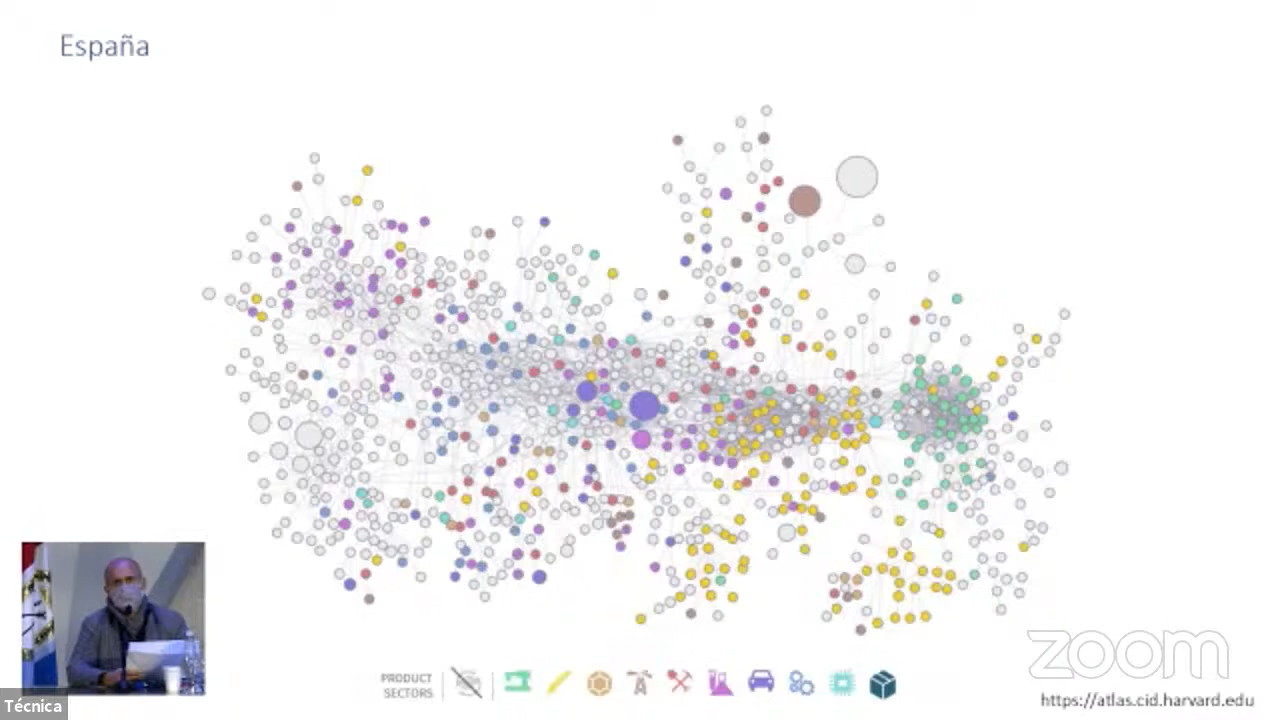 España
PRODUCT
SECTORS
zoom
https://atlas.cid.harvard.edu
Técnica